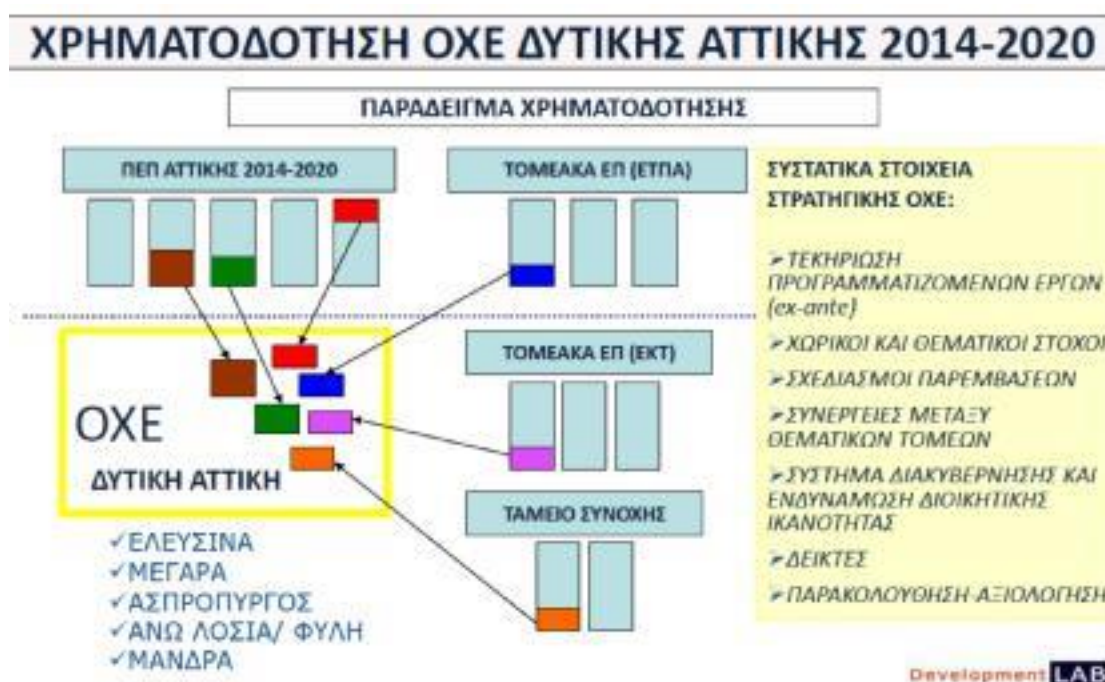 ΧΡΗΜΑΤΟΔΟΤΗΣΗ ΟΧΕ ΔΥΤΙΚΗΣ ΑΤΤΙΚΗΣ 2014-2020
ΠΑΡΑΔΕΙΓΜΑ ΧΡΗΜΑΤΟΔΟΤΗΣΗΣ
ΠΕΠ ΑΤΤΙΚΗΣ 2014-2020
ΤΟΜΕΑΚΑ ΕΠ (ΕΤΠΑ)
ΤΟΜΕΑΚΑ ΕΠ (ΕΚΤ)
ΤΑΜΕΙΟ ΣΥΝΟΧΗΣ
ΟΧΕ
ΔΥΤΙΚΗ ΑΤΤΙΚΗ
✓ΕΛΕΥΣΙΝΑ
✓ΜΕΓΑΡΑ
✓ΑΣΠΡΟΠΥΡΓΟΣ
✓ΑΝΩ ΛΟΣΙΑ/ ΦΥΛΗ
✓ΜΑΝΔΡΑ
ΣΥΣΤΑΤΙΚΑ ΣΤΟΙΧΕΙΑ
ΣΤΡΑΤΗΓΙΚΗΣ ΟΧΕ:
➢ΤΕΚΗΡΙΩΣΗ
ΠΡΟΓΡΑΜΜΑΤΙΖΟΜΕΝΩΝ ΕΡΓΩΝ
(ex-ante)
➢ΧΩΡΙΚΟΙ ΚΑΙ ΘΕΜΑΤΙΚΟΙ ΣΤΟΧΟΙ
➢ΣΧΕΔΙΑΣΜΟΙ ΠΑΡΕΜΒΑΣΕΩΝ
➢ΣΥΝΕΡΓΕΙΕΣ ΜΕΤΑΞΥ
ΘΕΜΑΤΙΚΩΝ ΤΟΜΕΩΝ
➢ΣΥΣΤΗΜΑ ΔΙΑΚΥΒΕΡΝΗΣΗΣ ΚΑΙ
ΕΝΔΥΝΑΜΩΣΗ ΔΙΟΙΚΗΤΙΚΗΣ
ΙΚΑΝΟΤΗΤΑΣ
➢ΔΕΙΚΤΕΣ
➢ΠΑΡΑΚΟΛΟΥΘΗΣΗ-ΑΞΙΟΛΟΓΗΣΗ
Development LAB